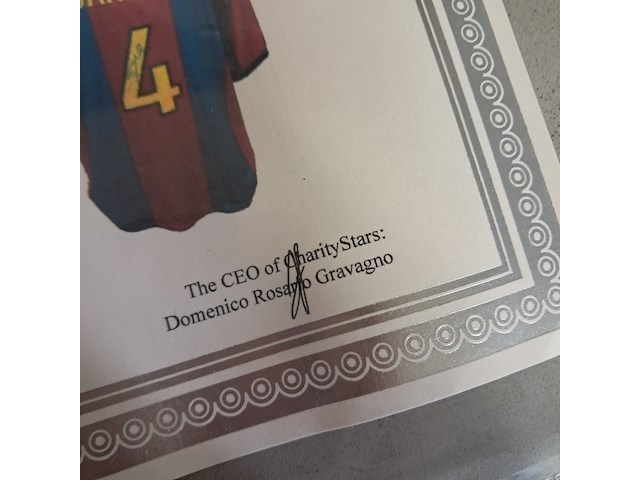 4
The CEO of CharityStars:
Domenico Rosario Gravagno